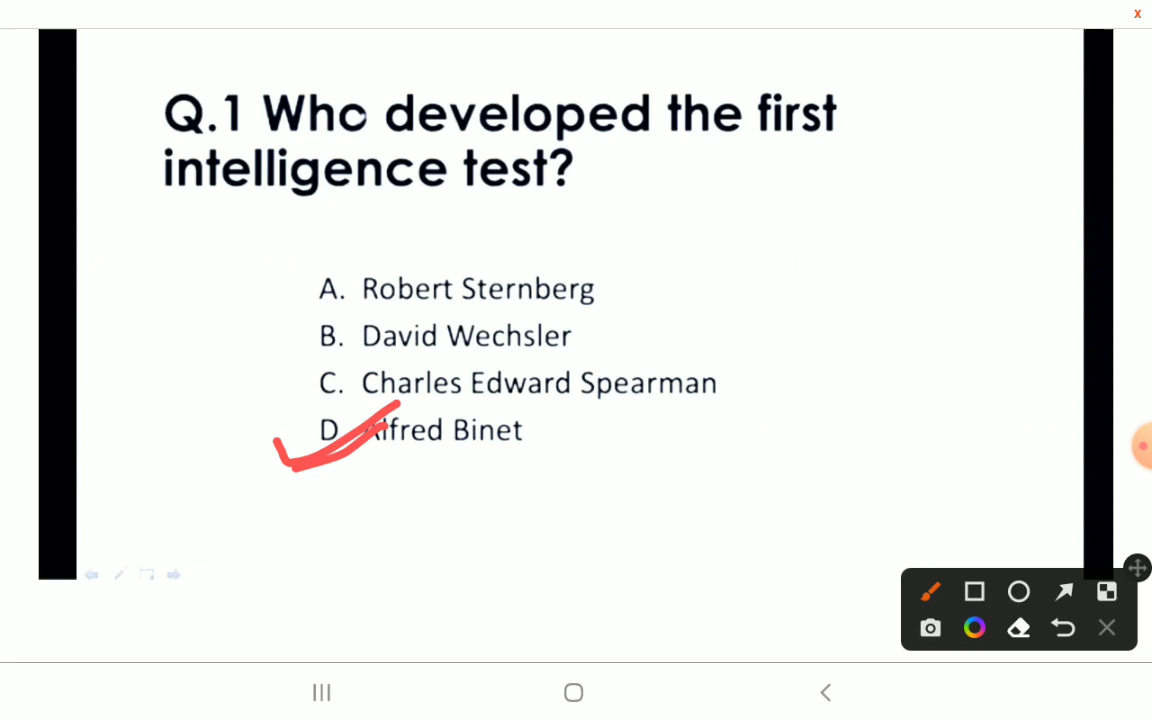 x
Q.1 Who developed the first
intelligence test?
A. Robert Sternberg
B. David Wechsler
C. Charles Edward Spearman
D. Alfred Binet